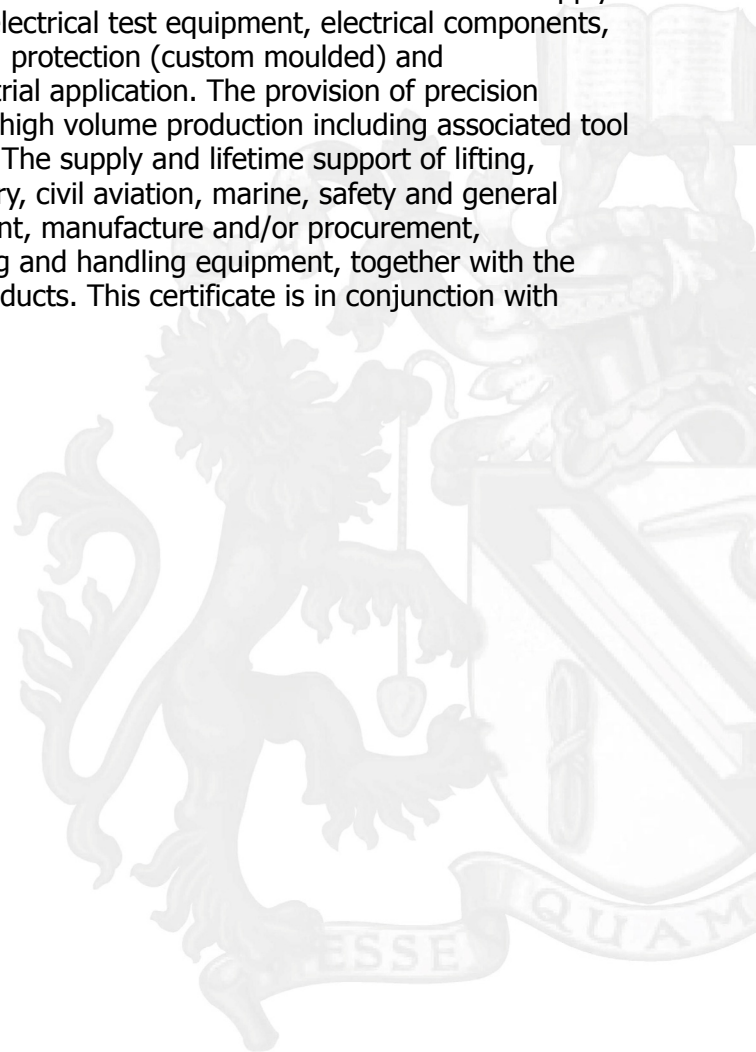 electrical test equipment, electrical components,
protection (custom moulded) and
trial application. The provision of precision
high volume production including associated tool
The supply and lifetime support of lifting,
ry, civil aviation, marine, safety and general
nt, manufacture and/or procurement,
g and handling equipment, together with the
ducts. This certificate is in conjunction with
ESSE
QUAM